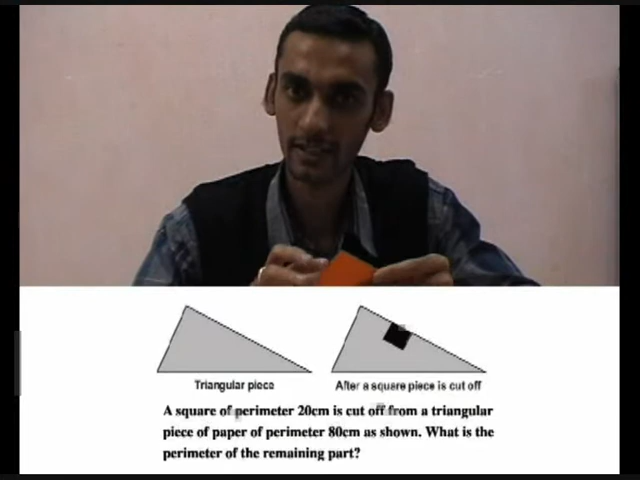 Triangular piece
After a square piece is cut off
A square of perimeter 20cm is cut off from a triangular
piece of paper of perimeter 80cm as shown. What is the
perimeter of the remaining part?